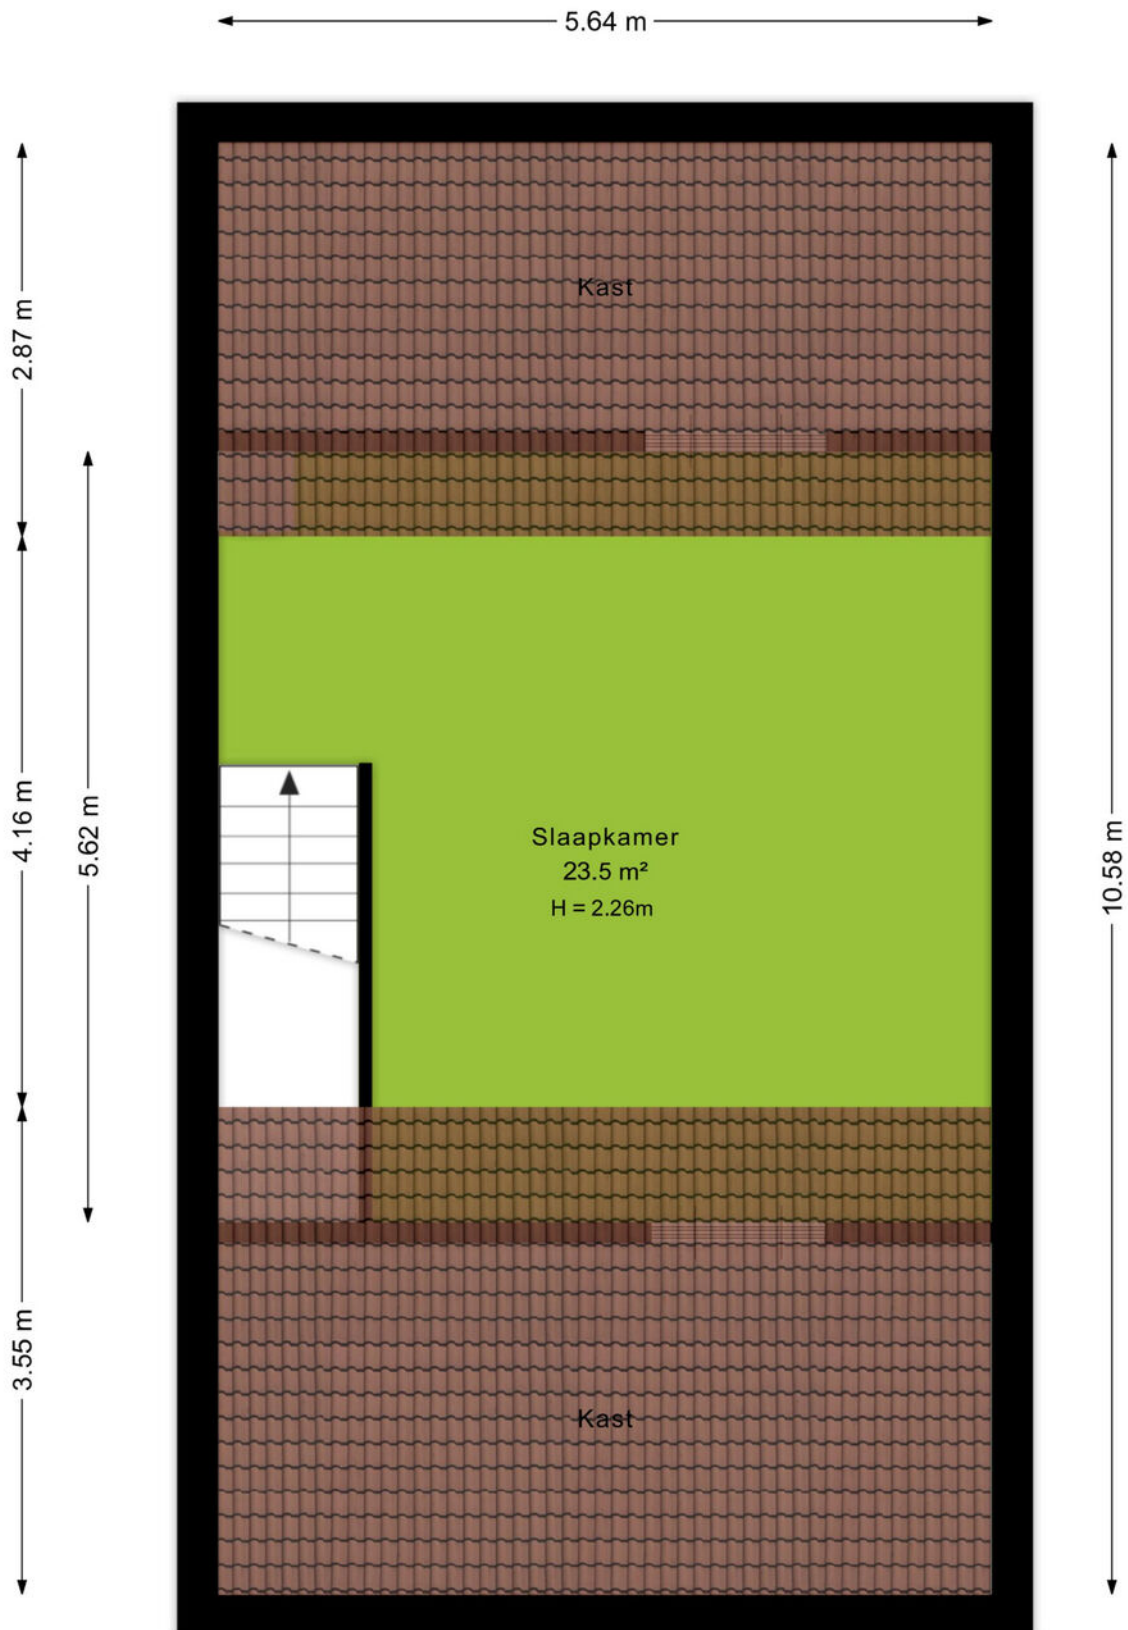 5.64 m
2.87 m
Kast
4.16 m
5.62 m
Slaapkamer
23.5 m²
H = 2.26m
10.58 m
3.55 m
Kast